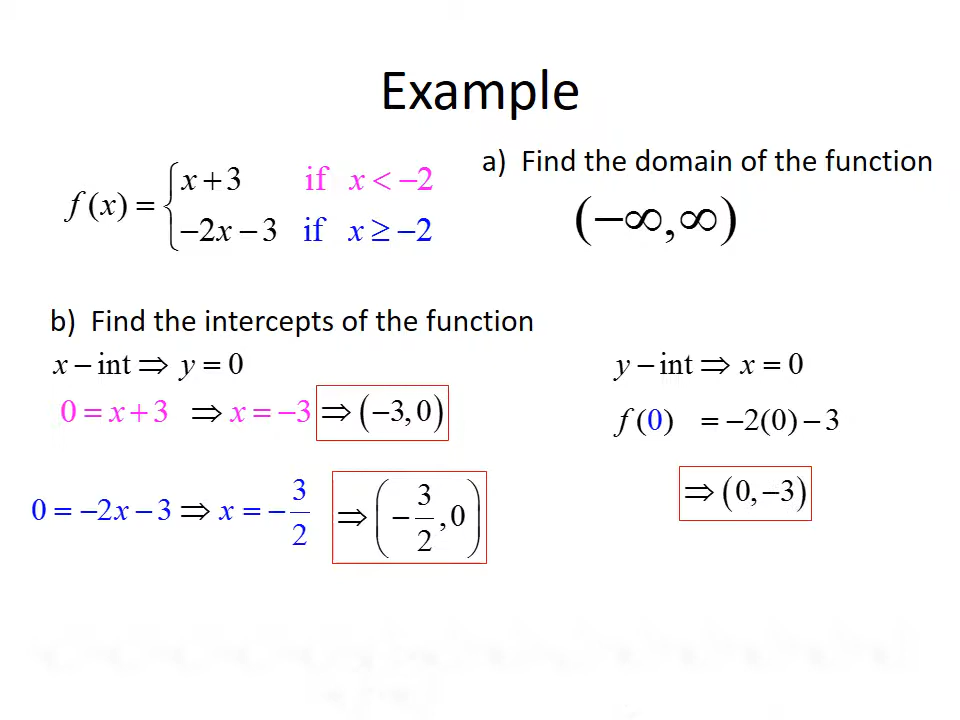 Example
f(x) = { x + 3 if x < −2
−2x − 3 if x ≥ −2
a) Find the domain of the function
(−∞,∞)
b) Find the intercepts of the function
x − int ⇒ y = 0
0 = x + 3 ⇒ x = −3 ⇒ (−3, 0)
0 = −2x − 3 ⇒ x = −3/2 ⇒ (−3/2, 0)
y − int ⇒ x = 0
f(0) = −2(0) − 3
⇒ (0, −3)